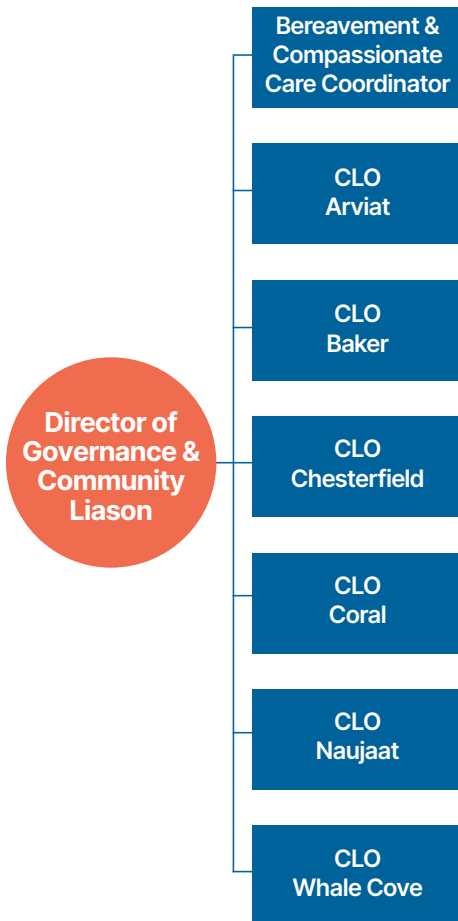 Bereavement &
Compassionate
Care Coordinator
CLO
Arviat
CLO
Baker
Director of
Governance &
Community
Liason
CLO
Chesterfield
CLO
Coral
CLO
Naujaat
CLO
Whale Cove